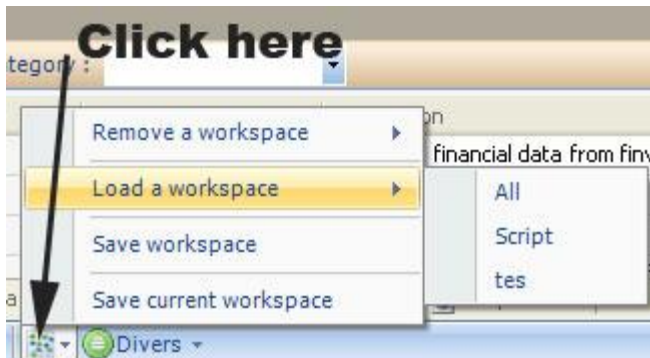 Click here
tegory :
on
Remove a workspace
financial data from finv
Load a workspace
All
Save workspace
Script
tes
Save current workspace
a
Divers